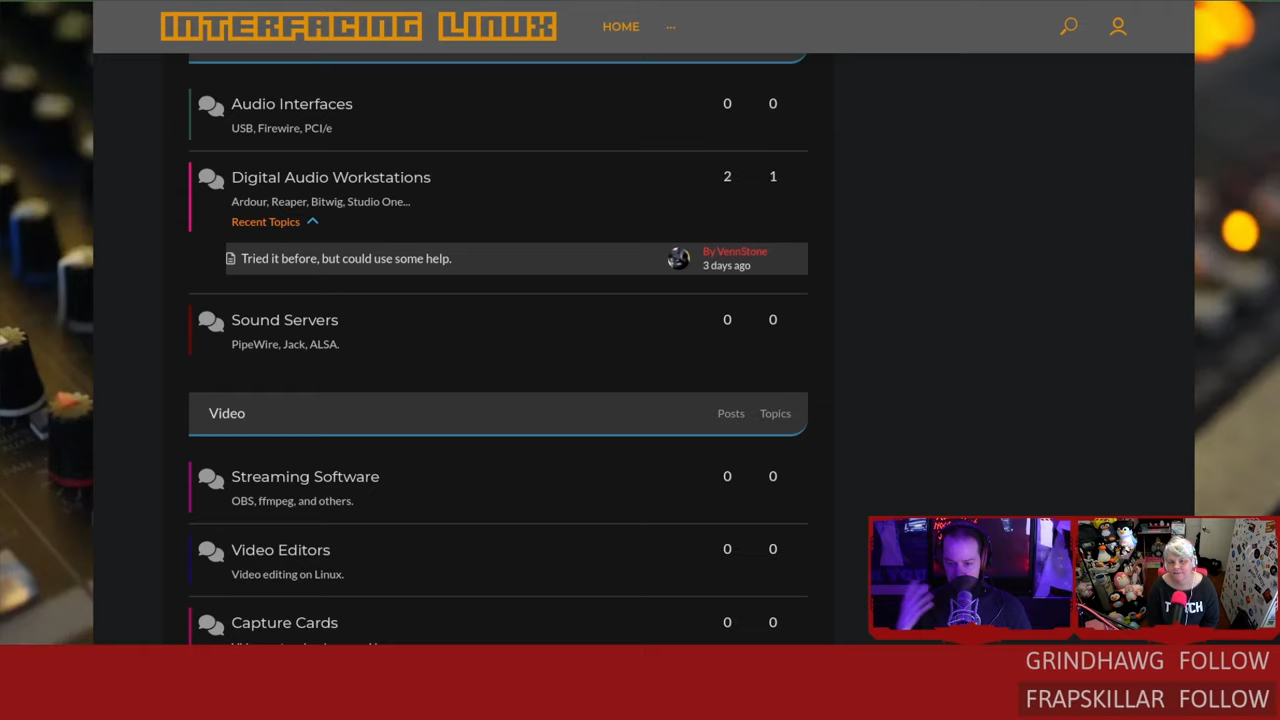 INTERFACING LINUX
HOME
...
Audio Interfaces
0 0
USB, Firewire, PCI/e
Digital Audio Workstations
2 1
Ardour, Reaper, Bitwig, Studio One...
Recent Topics
Tried it before, but could use some help.
By VennStone
3 days ago
Sound Servers
0 0
PipeWire, Jack, ALSA.
Video
Posts Topics
Streaming Software
0 0
OBS, ffmpeg, and others.
Video Editors
0 0
Video editing on Linux.
Capture Cards
0 0
GRINDHAWG FOLLOW
FRAPSKILLAR FOLLOW